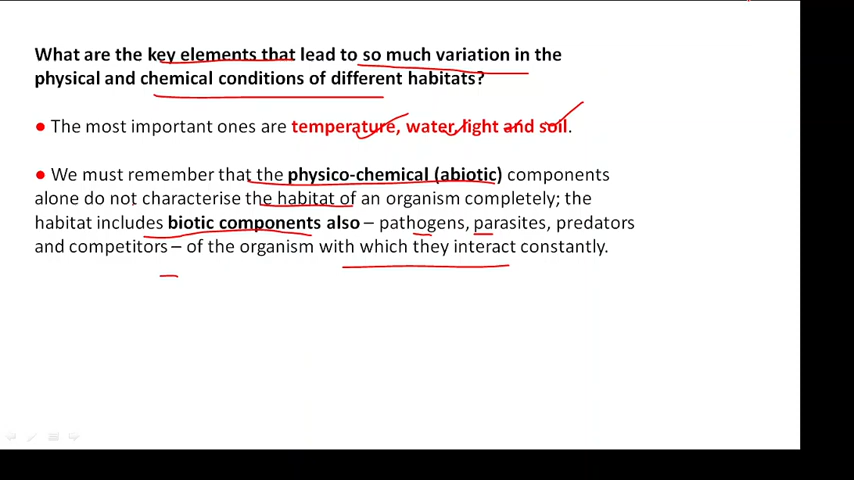 What are the key elements that lead to so much variation in the
physical and chemical conditions of different habitats?
● The most important ones are temperature, water, light and soil.
● We must remember that the physico-chemical (abiotic) components
alone do not characterise the habitat of an organism completely; the
habitat includes biotic components also – pathogens, parasites, predators
and competitors – of the organism with which they interact constantly.